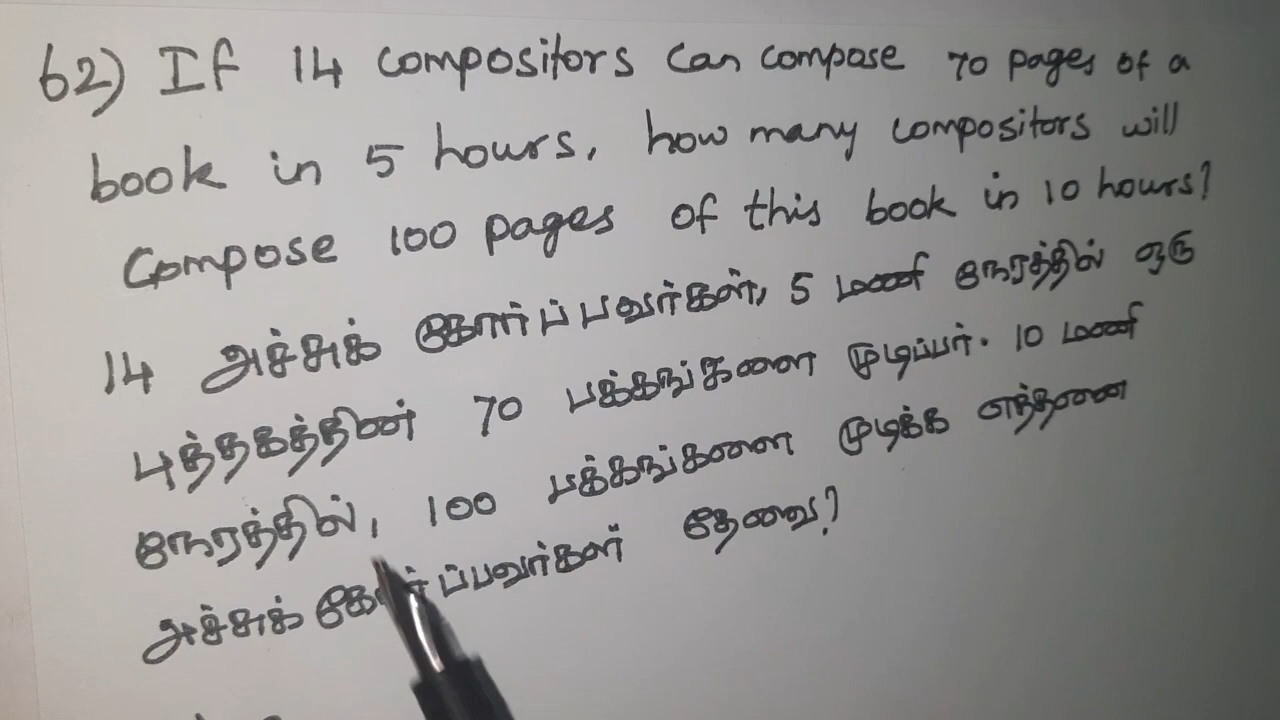 62) If 14 compositors can compose 70 pages of a
book in 5 hours, how many compositors will
compose 100 pages of this book in 10 hours?
14 அச்சுக் கோர்ப்பவர்கள், 5 மணி நேரத்தில் ஒரு
புத்தகத்தின் 70 பக்கங்களை முடிப்பர். 10 மணி
நேரத்தில், 100 பக்கங்களை முடிக்க எத்தனை
அச்சுக் கோர்ப்பவர்கள் தேவை?